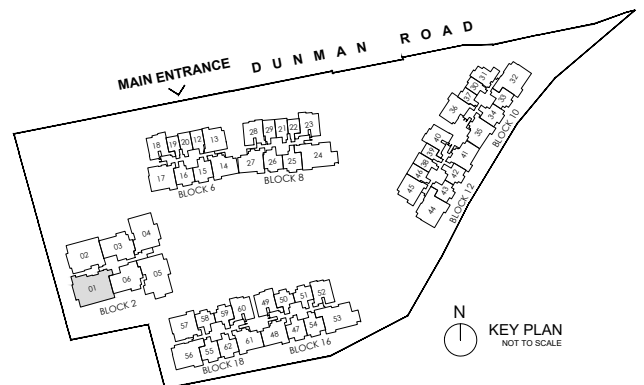 DUNMAN ROAD
MAIN ENTRANCE
18 19 20 12 13
28 29 21 22 23
17 16 15 14 27 26 25 24
BLOCK 6
BLOCK 8
31 32
30
37
33
36
34
35
BLOCK 10
40
39
38
41
46
42
45
43
44
BLOCK 12
04
03
02
05
06
01
BLOCK 2
57 58 59 60
49 50 51 52
56 55 62 61 48 47 54 53
BLOCK 18
BLOCK 16
N
KEY PLAN
NOT TO SCALE